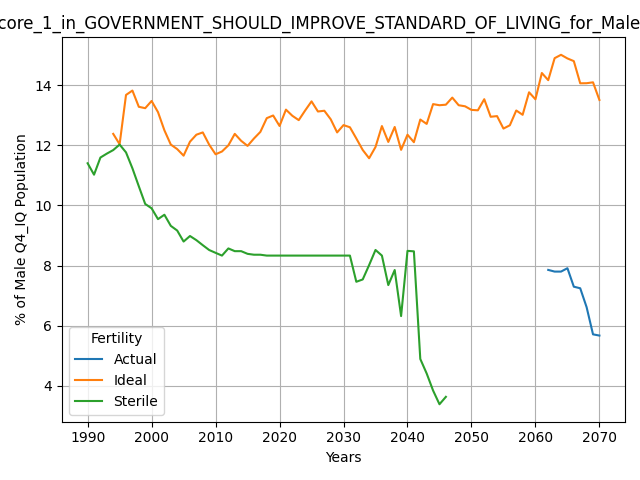 core_1_in_GOVERNMENT_SHOULD_IMPROVE_STANDARD_OF_LIVING_for_Male
14
12
10
8
6
4
% of Male Q4_IQ Population
Fertility
Actual
Ideal
Sterile
1990 2000 2010 2020 2030 2040 2050 2060 2070
Years